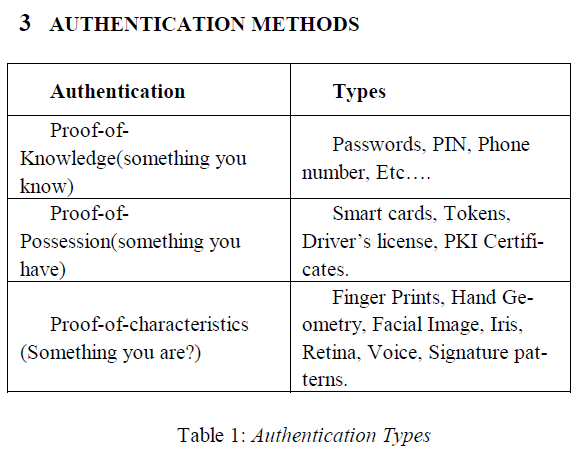 3 AUTHENTICATION METHODS
Authentication
Types
Proof-of-
Knowledge(something you
know)
Passwords, PIN, Phone
number, Etc….
Proof-of-
Possession(something you
have)
Smart cards, Tokens,
Driver’s license, PKI Certifi-
cates.
Proof-of-characteristics
(Something you are?)
Finger Prints, Hand Ge-
ometry, Facial Image, Iris,
Retina, Voice, Signature pat-
terns.
Table 1: Authentication Types